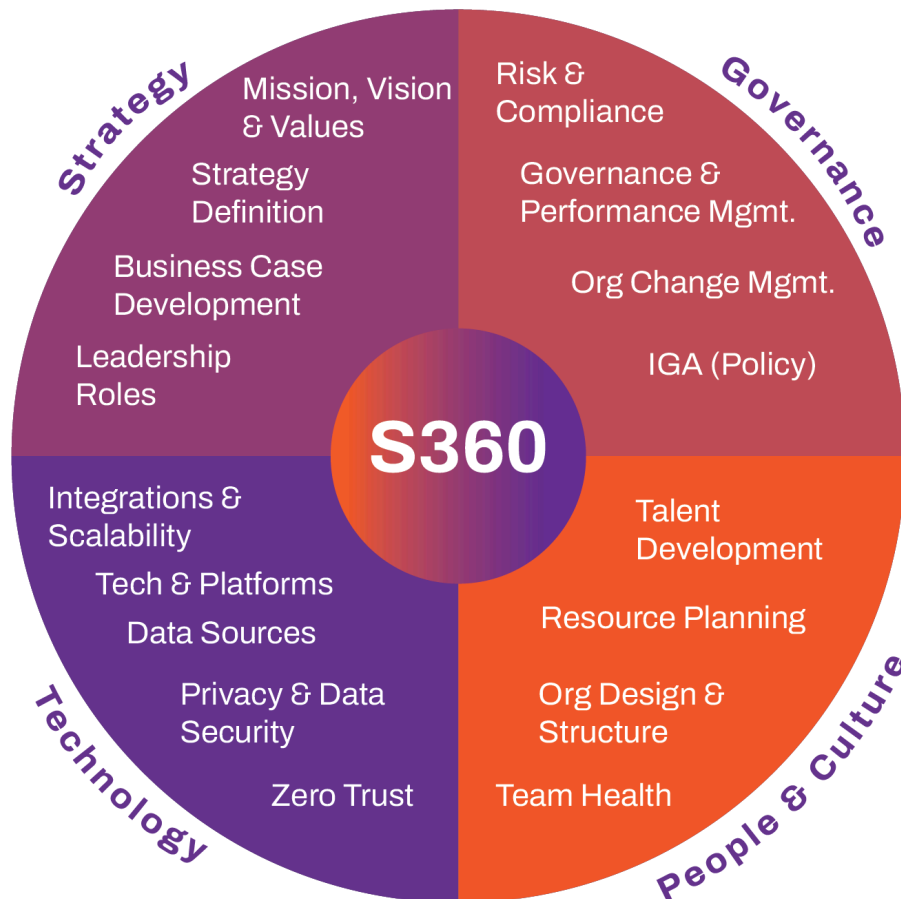 Strategy
Mission, Vision
& Values
Strategy
Definition
Business Case
Development
Leadership
Roles
Governance
Risk &
Compliance
Governance &
Performance Mgmt.
Org Change Mgmt.
IGA (Policy)
S360
Technology
Integrations &
Scalability
Tech & Platforms
Data Sources
Privacy & Data
Security
Zero Trust
People & Culture
Talent
Development
Resource Planning
Org Design &
Structure
Team Health